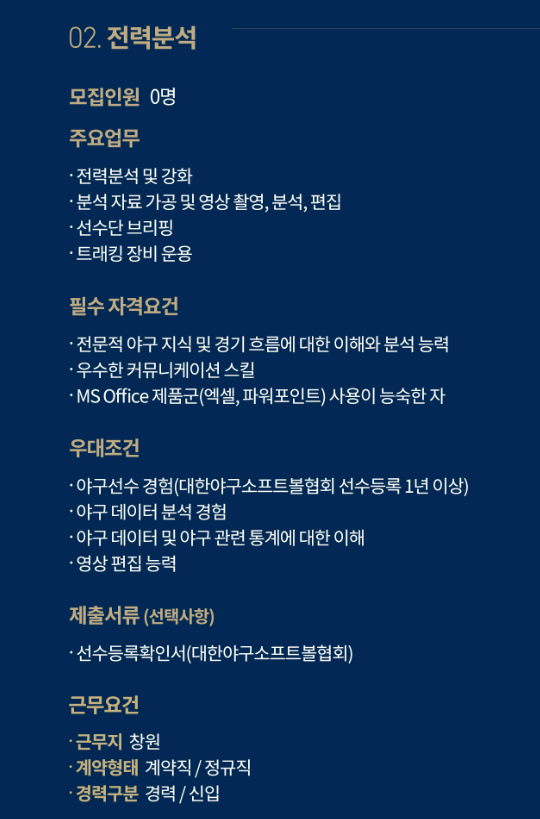 02. 전력분석
모집인원 0명
주요업무
· 전력분석 및 강화
· 분석 자료 가공 및 영상 촬영, 분석, 편집
· 선수단 브리핑
· 트래킹 장비 운용
필수 자격요건
· 전문적 야구 지식 및 경기 흐름에 대한 이해와 분석 능력
· 우수한 커뮤니케이션 스킬
· MS Office 제품군(엑셀, 파워포인트) 사용이 능숙한 자
우대조건
· 야구선수 경험(대한야구소프트볼협회 선수등록 1년 이상)
· 야구 데이터 분석 경험
· 야구 데이터 및 야구 관련 통계에 대한 이해
· 영상 편집 능력
제출서류 (선택사항)
· 선수등록확인서(대한야구소프트볼협회)
근무요건
· 근무지 창원
· 계약형태 계약직 / 정규직
· 경력구분 경력 / 신입